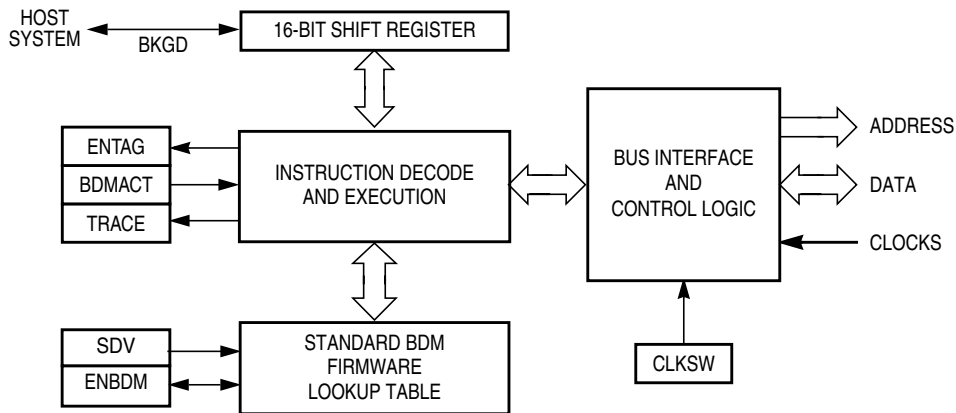 HOST
SYSTEM
BKGD
16-BIT SHIFT REGISTER
ENTAG
BDMACT
TRACE
INSTRUCTION DECODE
AND EXECUTION
BUS INTERFACE
AND
CONTROL LOGIC
ADDRESS
DATA
CLOCKS
SDV
ENBDM
STANDARD BDM
FIRMWARE
LOOKUP TABLE
CLKSW